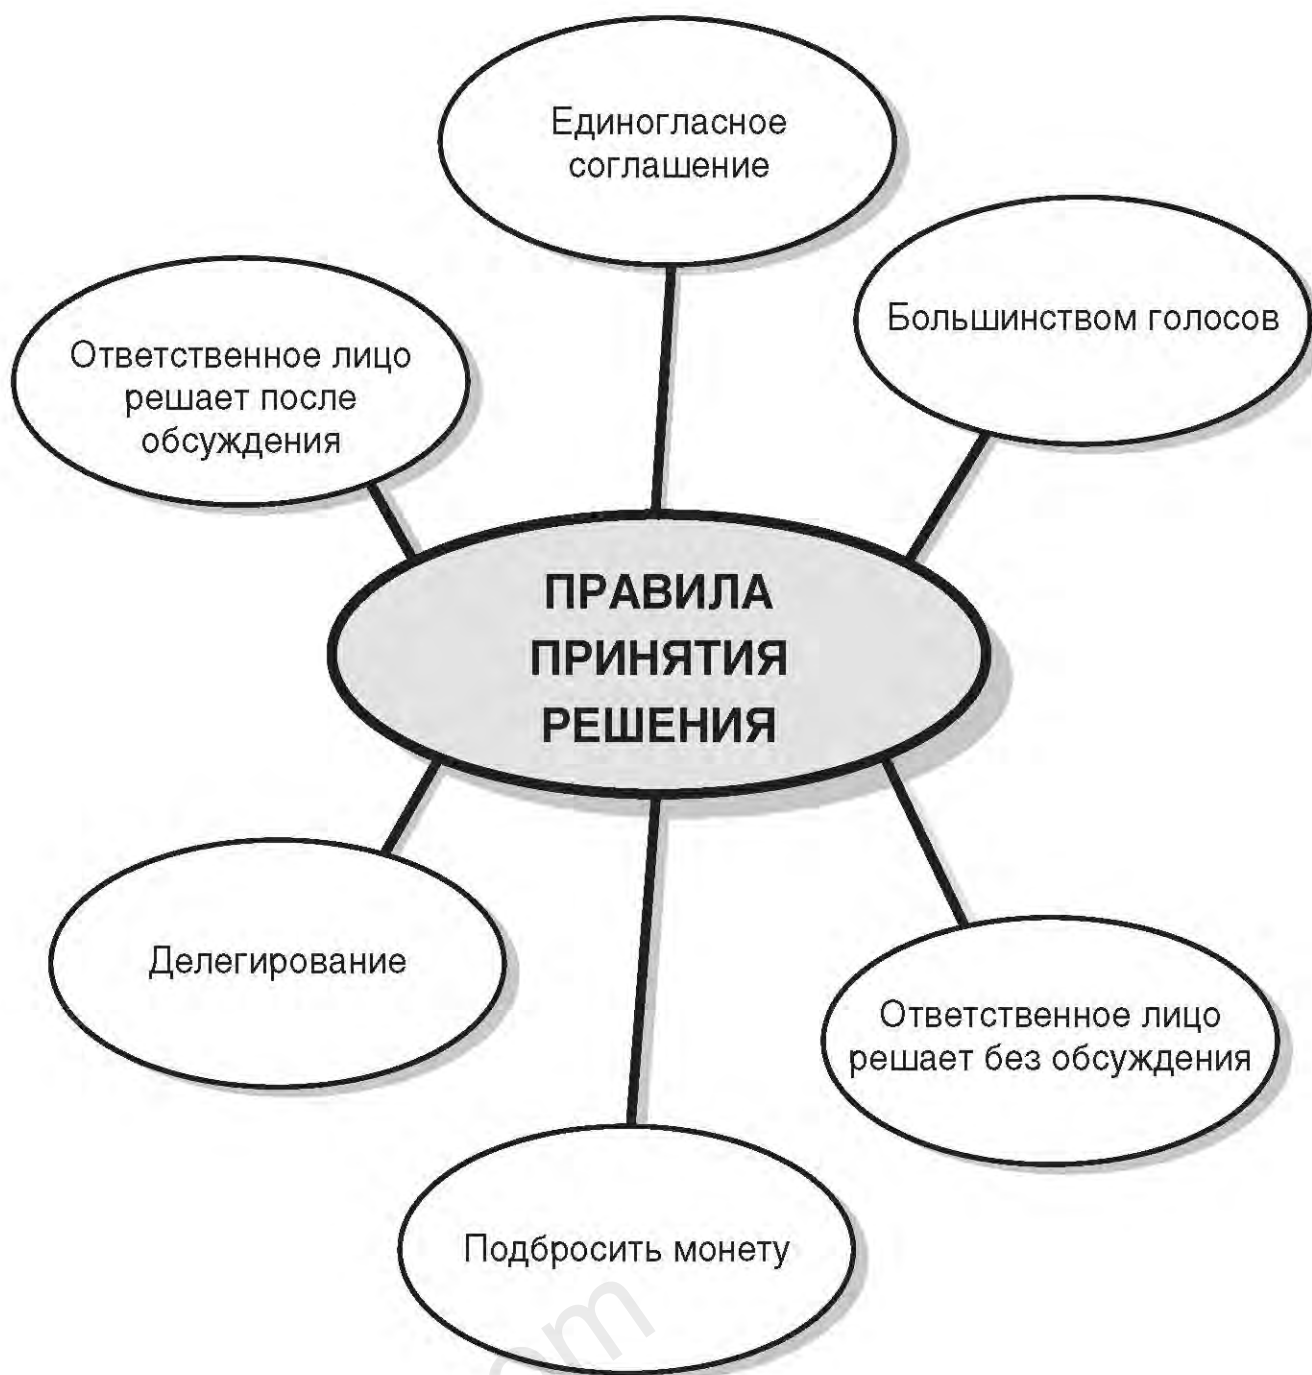 Единогласное
соглашение
Большинством голосов
Ответственное лицо
решает после
обсуждения
ПРАВИЛА
ПРИНЯТИЯ
РЕШЕНИЯ
Делегирование
Ответственное лицо
решает без обсуждения
Подбросить монету
om